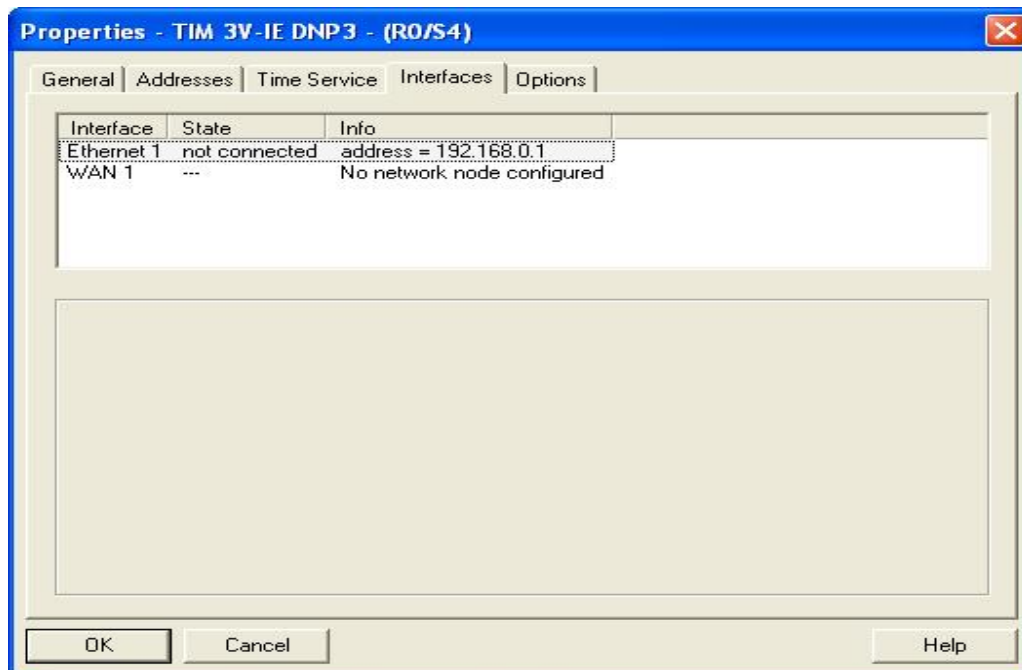 Properties - TIM 3V-IE DNP3 - (R0/S4)
General Addresses Time Service Interfaces Options
Interface State Info
Ethernet 1 not connected address = 192.168.0.1
WAN 1 --- No network node configured
OK Cancel Help